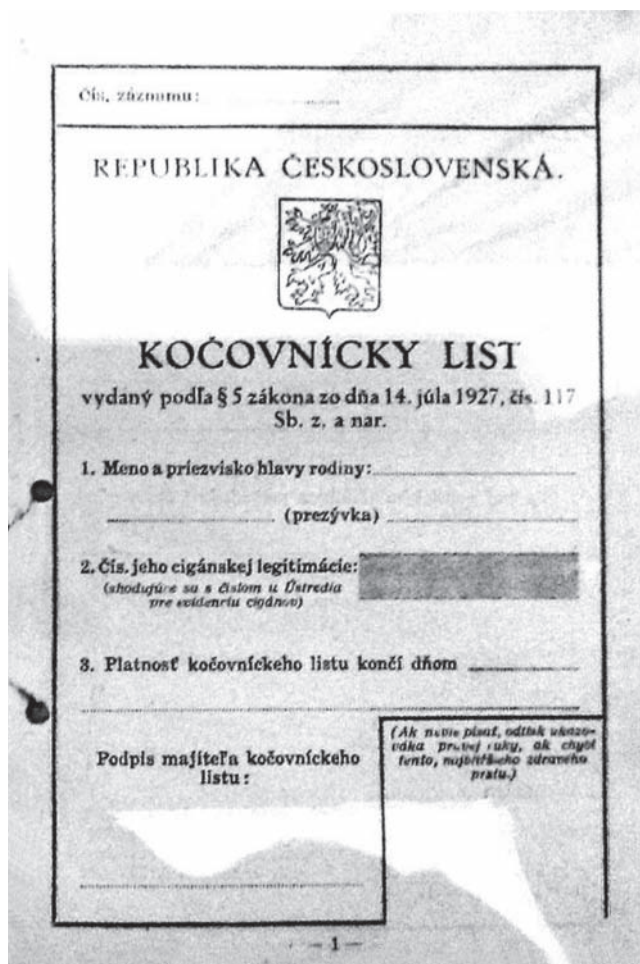 Čís. záznamu:
REPUBLIKA ČESKOSLOVENSKÁ.
KOČOVNÍCKY LIST
vydaný podľa § 5 zákona zo dňa 14. júla 1927, čís. 117
Sb. z. a nar.
1. Meno a priezvisko hlavy rodiny:
(prezývka)
2. Čís. jeho cigánskej legitimácie:
(shodujúce sa s číslom u Ústredia
pre evidenciu cigánov)
3. Platnosť kočovníckeho listu končí dňom
(Ak nevie písať, odtisk ukazo-
váka pravej ruky, ak chybí
tento, najbližšieho zdravého
prstu.)
Podpis majiteľa kočovníckeho
listu:
— 1 —